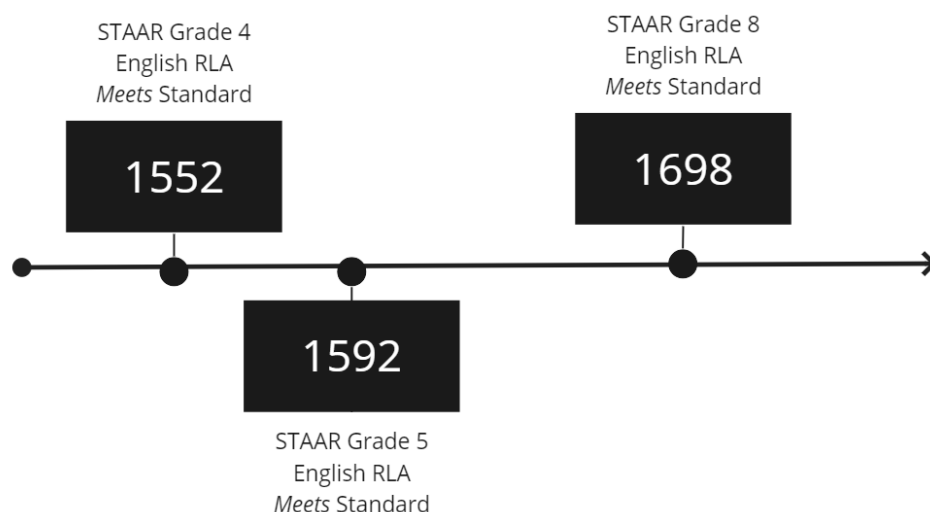 STAAR Grade 4
English RLA
Meets Standard
1552
1592
STAAR Grade 5
English RLA
Meets Standard
STAAR Grade 8
English RLA
Meets Standard
1698